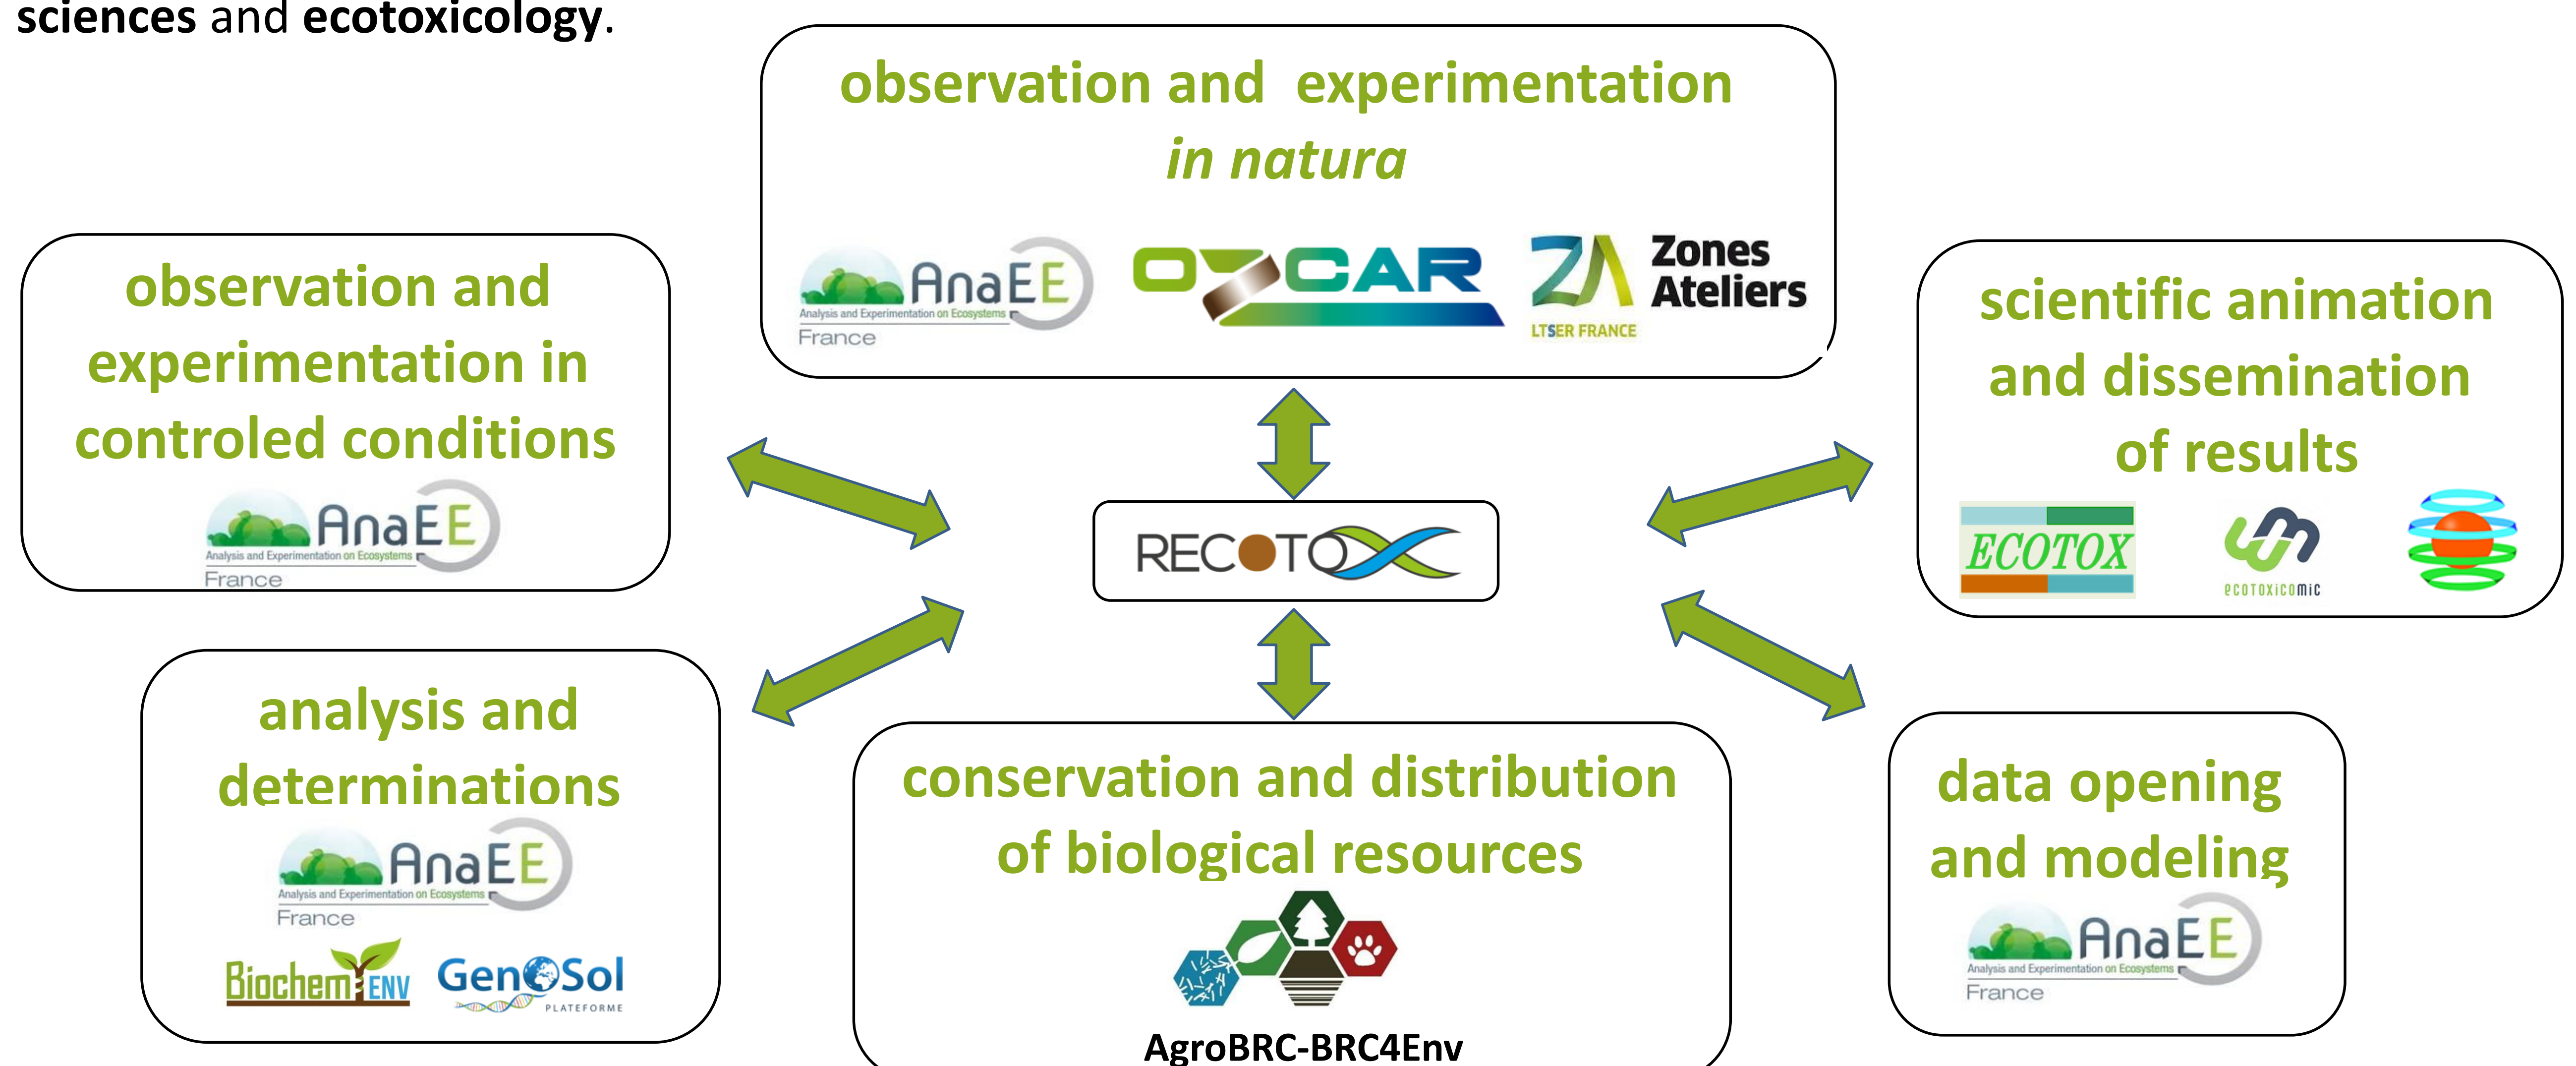 sciences and ecotoxicology.
observation and experimentation
in natura
AnaEE
Analysis and Experimentation on Ecosystems
France
OZCAR
ZA
LTSER FRANCE
Zones
Ateliers
observation and
experimentation in
controled conditions
AnaEE
Analysis and Experimentation on Ecosystems
France
scientific animation
and dissemination
of results
ECOTOX
ecotoxicomic
RECOTOX
analysis and
determinations
AnaEE
Analysis and Experimentation on Ecosystems
France
Biochem ENV
GenoSol
PLATEFORME
conservation and distribution
of biological resources
AgroBRC-BRC4Env
data opening
and modeling
AnaEE
Analysis and Experimentation on Ecosystems
France